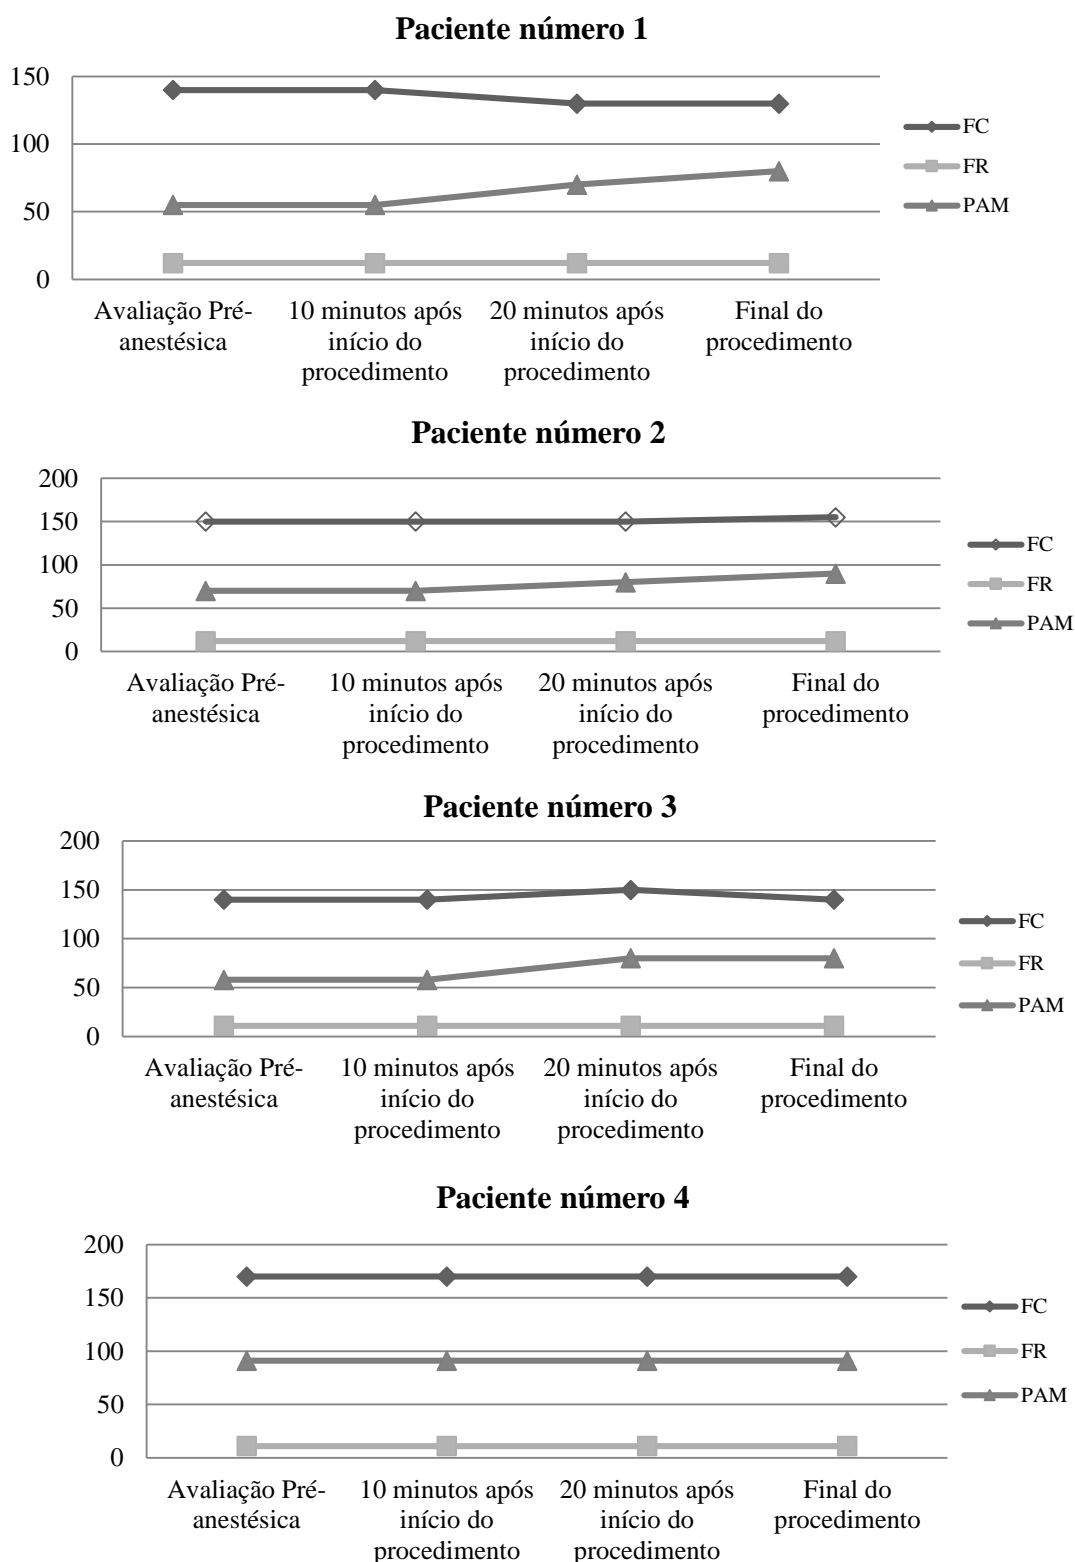 Paciente número 1
150
100
50
0
FC
FR
PAM
Avaliação Pré-
anestésica
10 minutos após
início do
procedimento
20 minutos após
início do
procedimento
Final do
procedimento
Paciente número 2
200
150
100
50
0
FC
FR
PAM
Avaliação Pré-
anestésica
10 minutos após
início do
procedimento
20 minutos após
início do
procedimento
Final do
procedimento
Paciente número 3
200
150
100
50
0
FC
FR
PAM
Avaliação Pré-
anestésica
10 minutos após
início do
procedimento
20 minutos após
início do
procedimento
Final do
procedimento
Paciente número 4
200
150
100
50
0
FC
FR
PAM
Avaliação Pré-
anestésica
10 minutos após
início do
procedimento
20 minutos após
início do
procedimento
Final do
procedimento